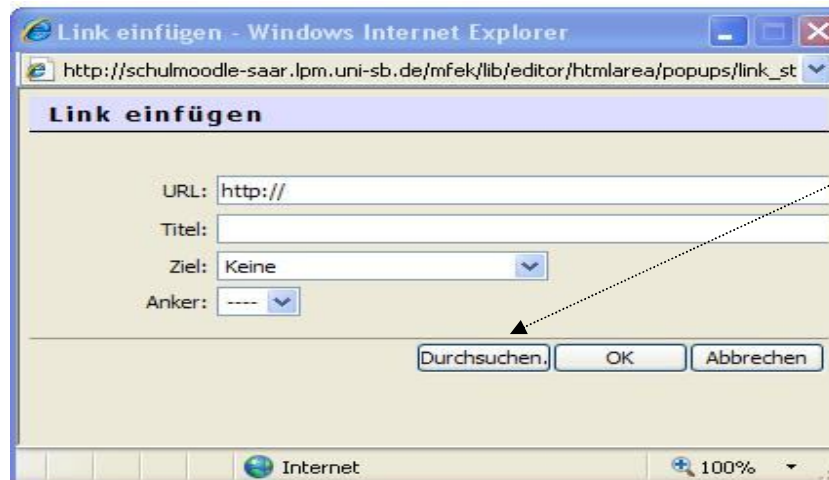 Link einfügen - Windows Internet Explorer
http://schulmoodle-saar.lpm.uni-sb.de/mfek/lib/editor/htmlarea/popups/link_st
Link einfügen
URL: http://
Titel:
Ziel: Keine
Anker: ----
Durchsuchen. OK Abbrechen
Internet 100%